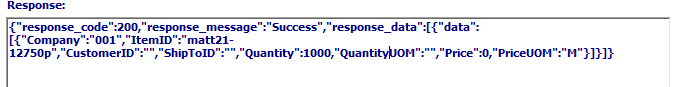 Response:
{"response_code":200,"response_message":"Success","response_data":[{"data":
[{"Company":"001","ItemID":"matt21-
12750p","CustomerID":"","ShipToID":"","Quantity":1000,"QuantityUOM":"","Price":0,"PriceUOM":"M"}]}]}